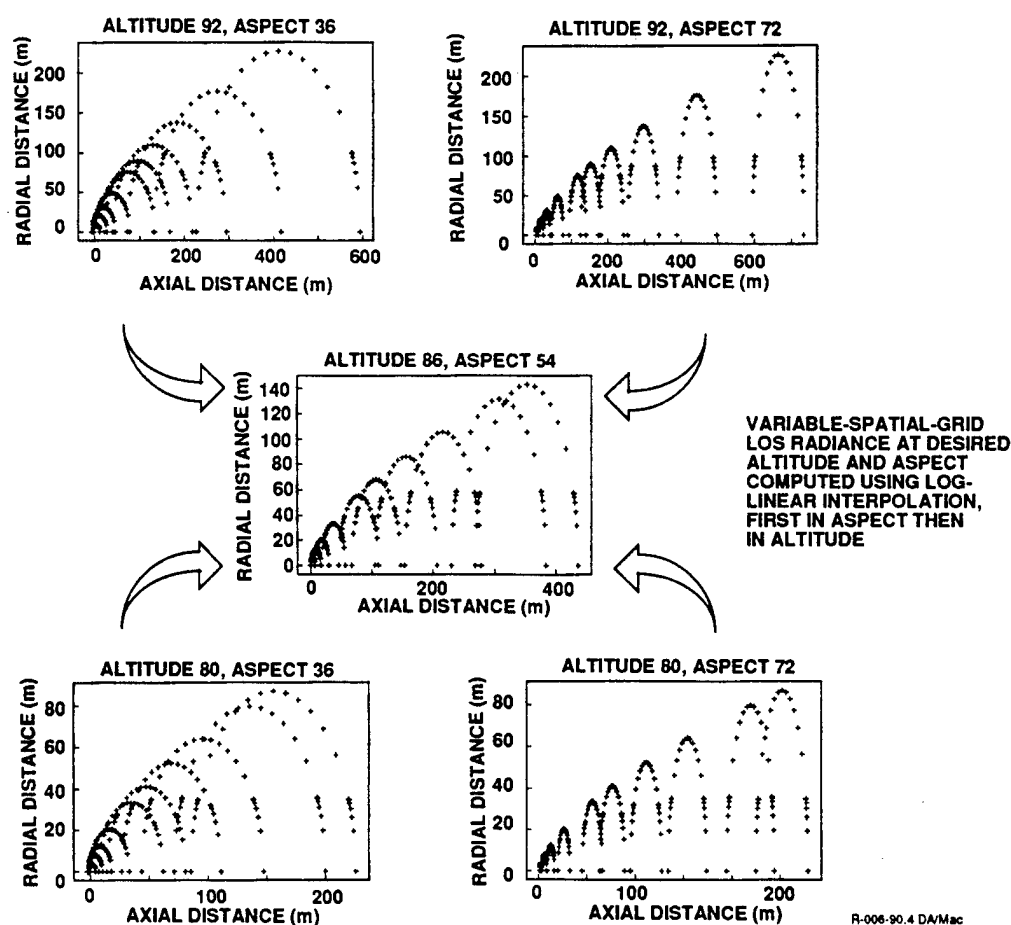 ALTITUDE 92, ASPECT 36
RADIAL DISTANCE (m)
200
150
100
50
0
0 200 400 600
AXIAL DISTANCE (m)
ALTITUDE 92, ASPECT 72
RADIAL DISTANCE (m)
200
150
100
50
0
0 200 400 600
AXIAL DISTANCE (m)
ALTITUDE 86, ASPECT 54
RADIAL DISTANCE (m)
140
120
100
80
60
40
20
0
0 200 400
AXIAL DISTANCE (m)
VARIABLE-SPATIAL-GRID
LOS RADIANCE AT DESIRED
ALTITUDE AND ASPECT
COMPUTED USING LOG-
LINEAR INTERPOLATION,
FIRST IN ASPECT THEN
IN ALTITUDE
ALTITUDE 80, ASPECT 36
RADIAL DISTANCE (m)
80
60
40
20
0
0 100 200
AXIAL DISTANCE (m)
ALTITUDE 80, ASPECT 72
RADIAL DISTANCE (m)
80
60
40
20
0
0 100 200
AXIAL DISTANCE (m)
R-006-90.4 DA/Mac